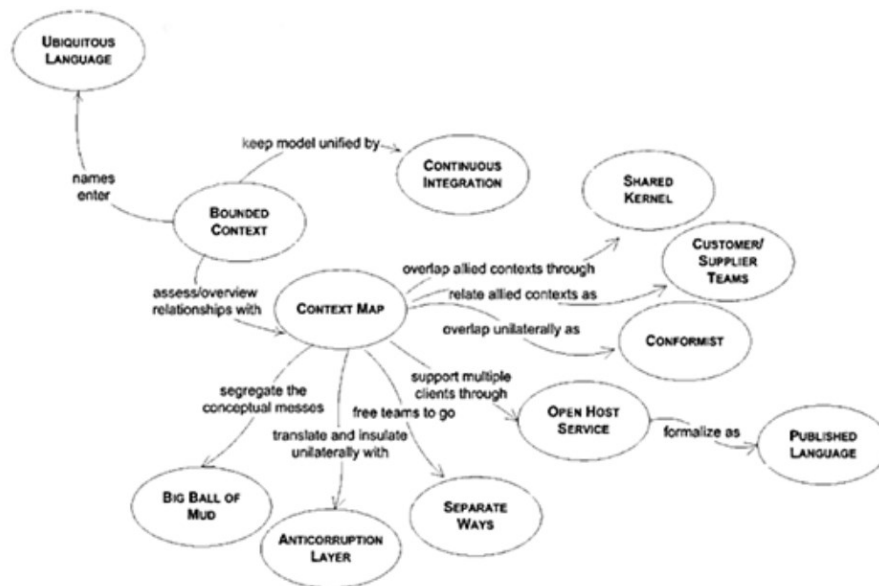 UBIQUITOUS
LANGUAGE
keep model unified by
CONTINUOUS
INTEGRATION
SHARED
KERNEL
names
enter
BOUNDED
CONTEXT
CUSTOMER/
SUPPLIER
TEAMS
overlap allied contexts through
assess/overview
relationships with
CONTEXT MAP
relate allied contexts as
overlap unilaterally as
CONFORMIST
segregate the
conceptual messes
support multiple
clients through
free teams to go
translate and insulate
unilaterally with
OPEN HOST
SERVICE
formalize as
PUBLISHED
LANGUAGE
BIG BALL OF
MUD
SEPARATE
WAYS
ANTICORRUPTION
LAYER